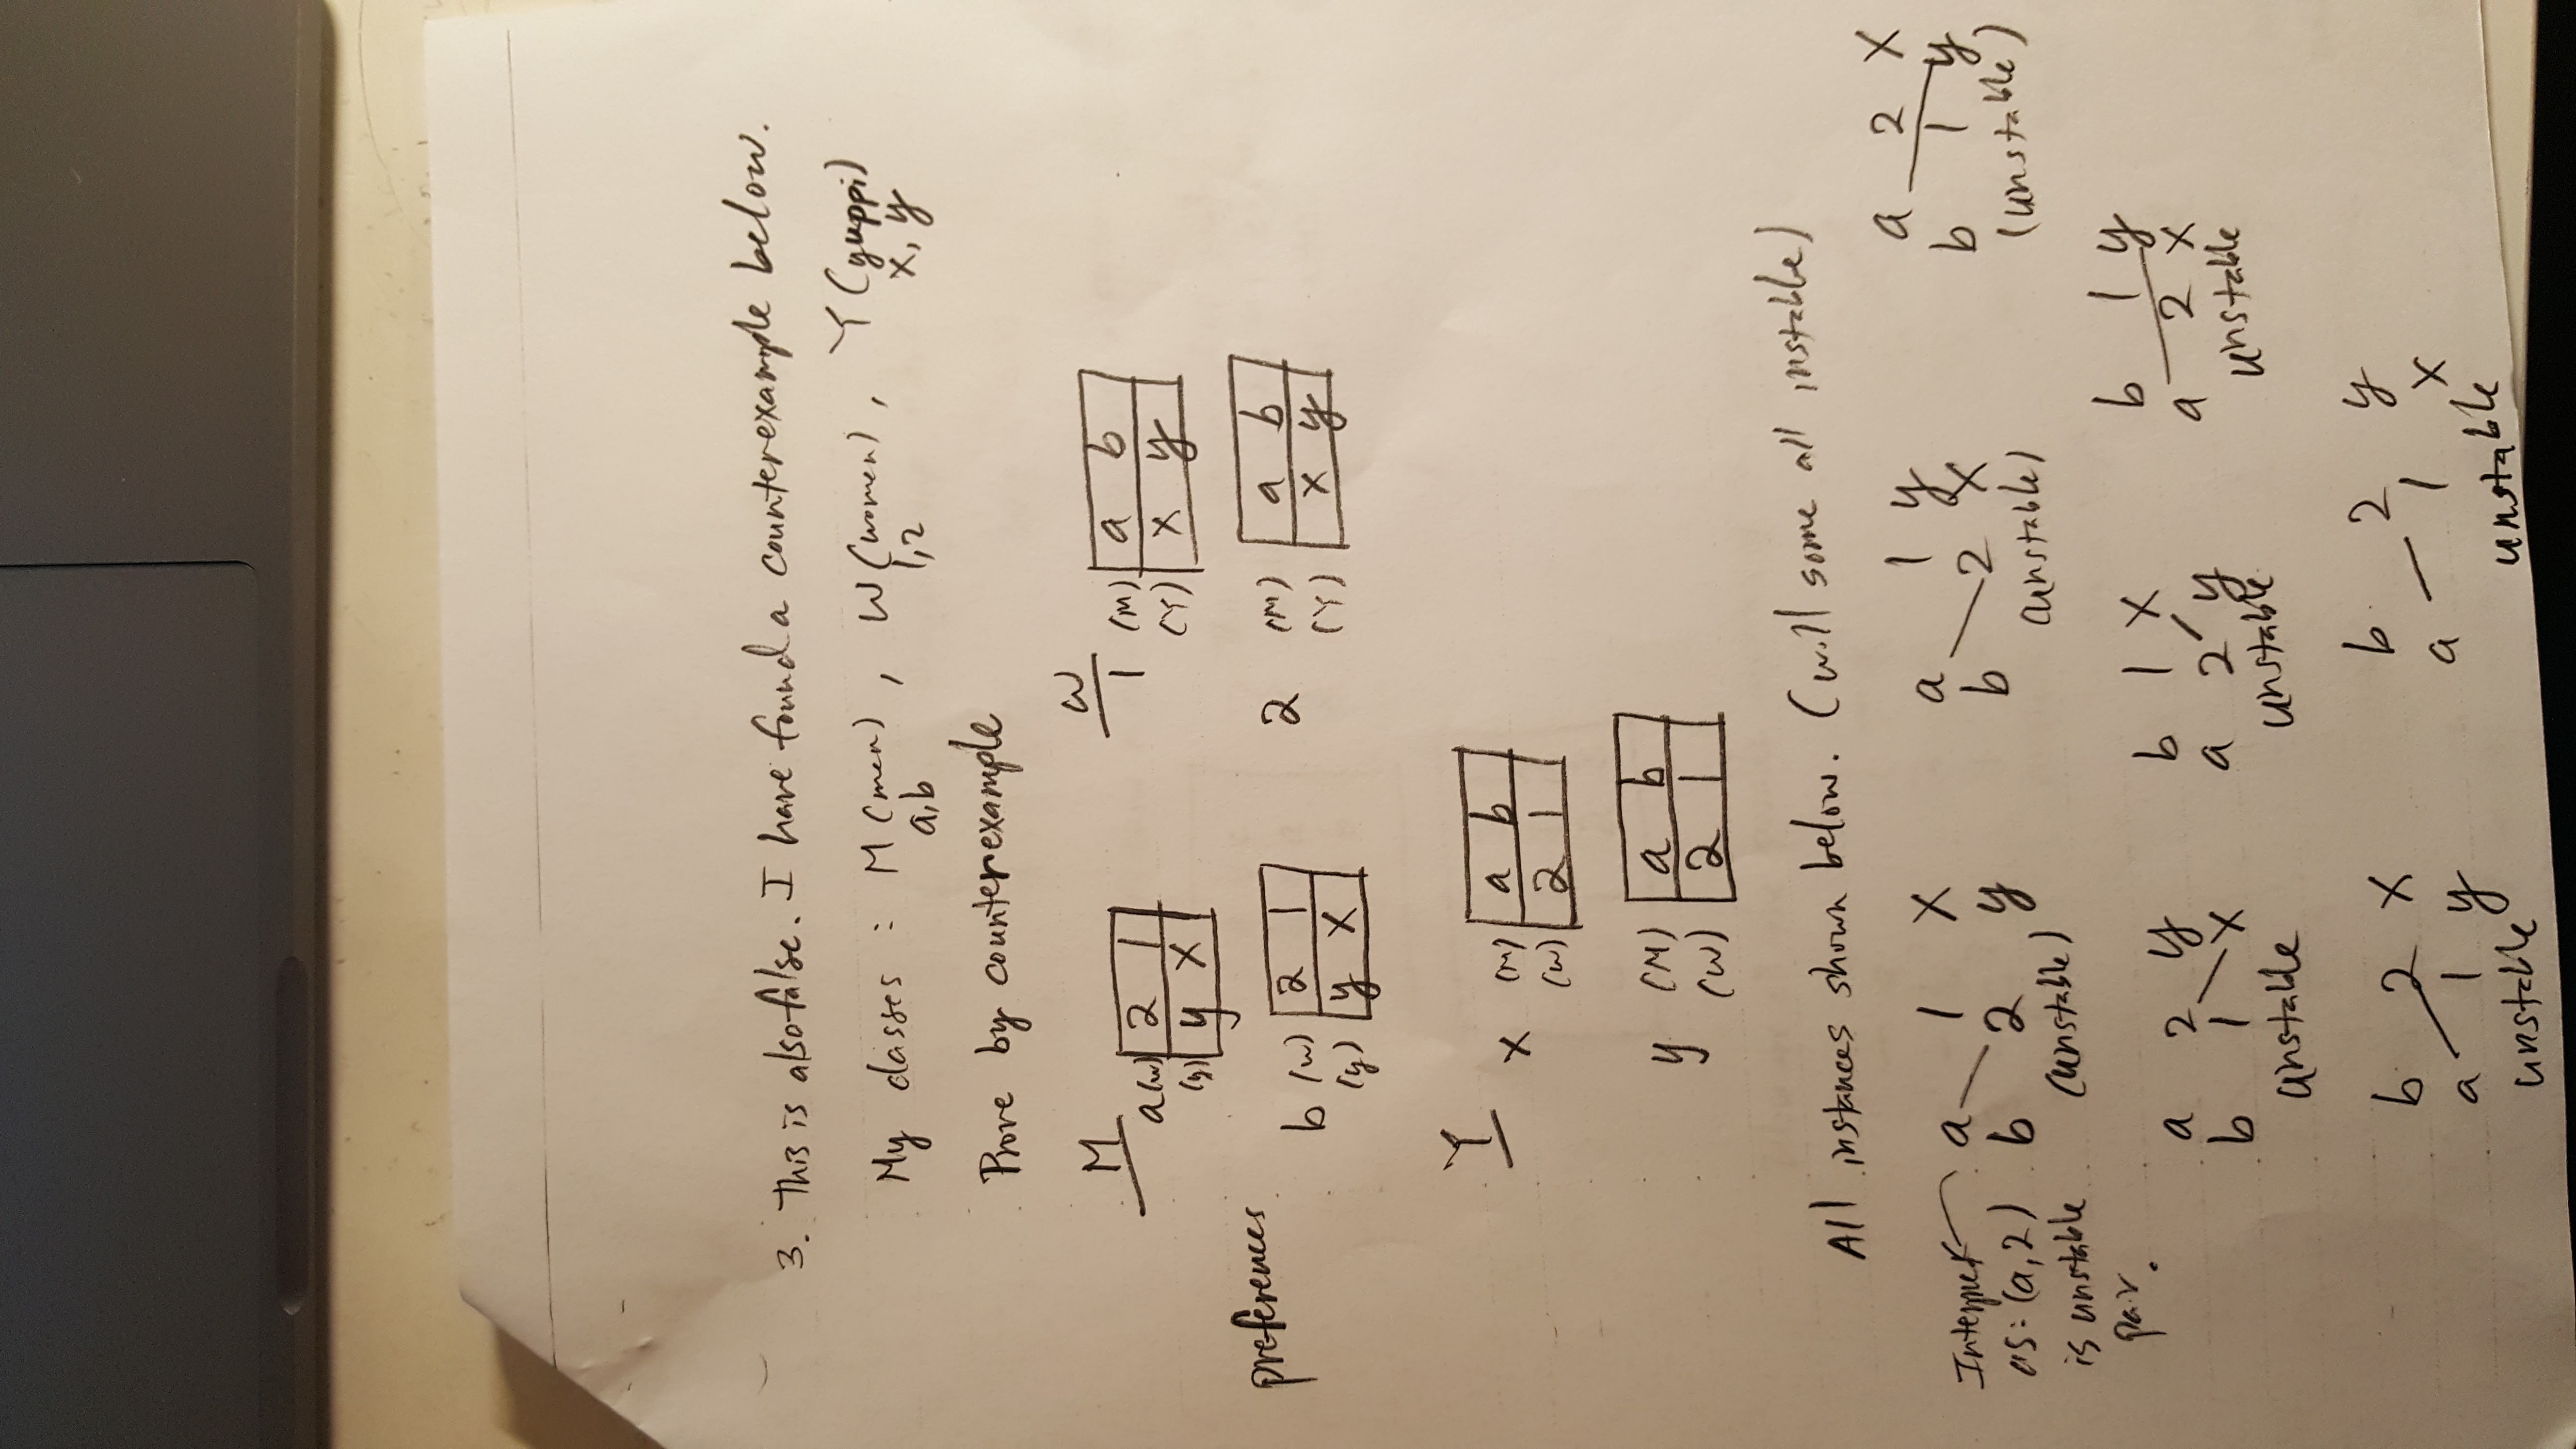 3. This is also false. I have found a counterexample below.
My classes : M (men) , W (women) , Y (yuppi)
a,b 1,2 x, y
Prove by counterexample
M W
a (w) 2 1
(y) y x
1 (M) a b
(Y) x y
preferences
b (w) 2 1
(y) y x
2 (M) a b
(Y) x y
Y
x (M) a b
(W) 2 1
y (M) a b
(W) 2 1
All instances shown below. (will some all instable)
Interpret as: (a,2) is unstable pair.
a 1 x
b 2 y
(unstable)
a 1 y
b 2 x
(unstable)
a 2 x
b 1 y
(unstable)
a 2 y
b 1 x
unstable
b 1 x
a 2 y
unstable
b 1 y
a 2 x
unstable
b 2 x
a 1 y
unstable
b 2 y
a 1 x
unstable